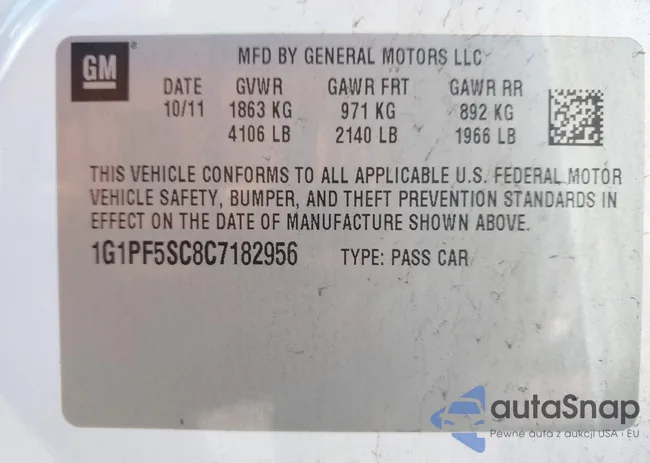 GM ®
MFD BY GENERAL MOTORS LLC
DATE GVWR GAWR FRT GAWR RR
10/11 1863 KG 971 KG 892 KG
4106 LB 2140 LB 1966 LB
THIS VEHICLE CONFORMS TO ALL APPLICABLE U.S. FEDERAL MOTOR
VEHICLE SAFETY, BUMPER, AND THEFT PREVENTION STANDARDS IN
EFFECT ON THE DATE OF MANUFACTURE SHOWN ABOVE.
1G1PF5SC8C7182956 TYPE: PASS CAR
autaSnap
Pewne auta z aukcji USA i EU